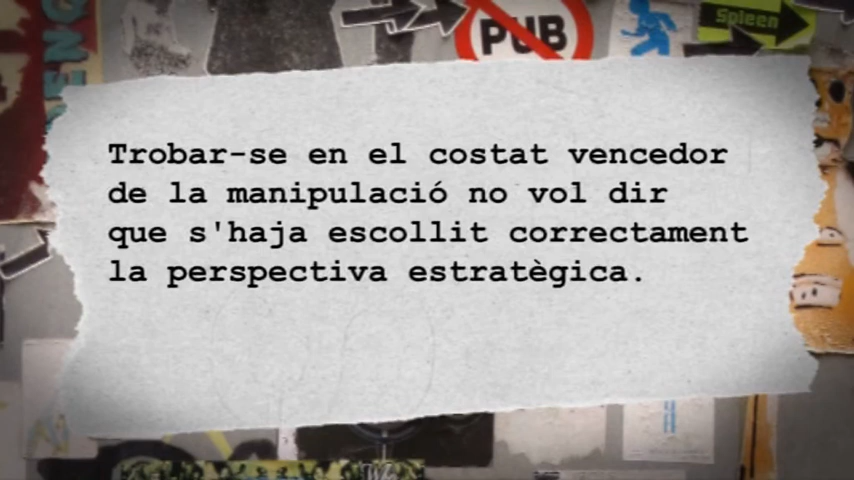 PUB
Spleen
Trobar-se en el costat vencedor
de la manipulació no vol dir
que s'haja escollit correctament
la perspectiva estratègica.